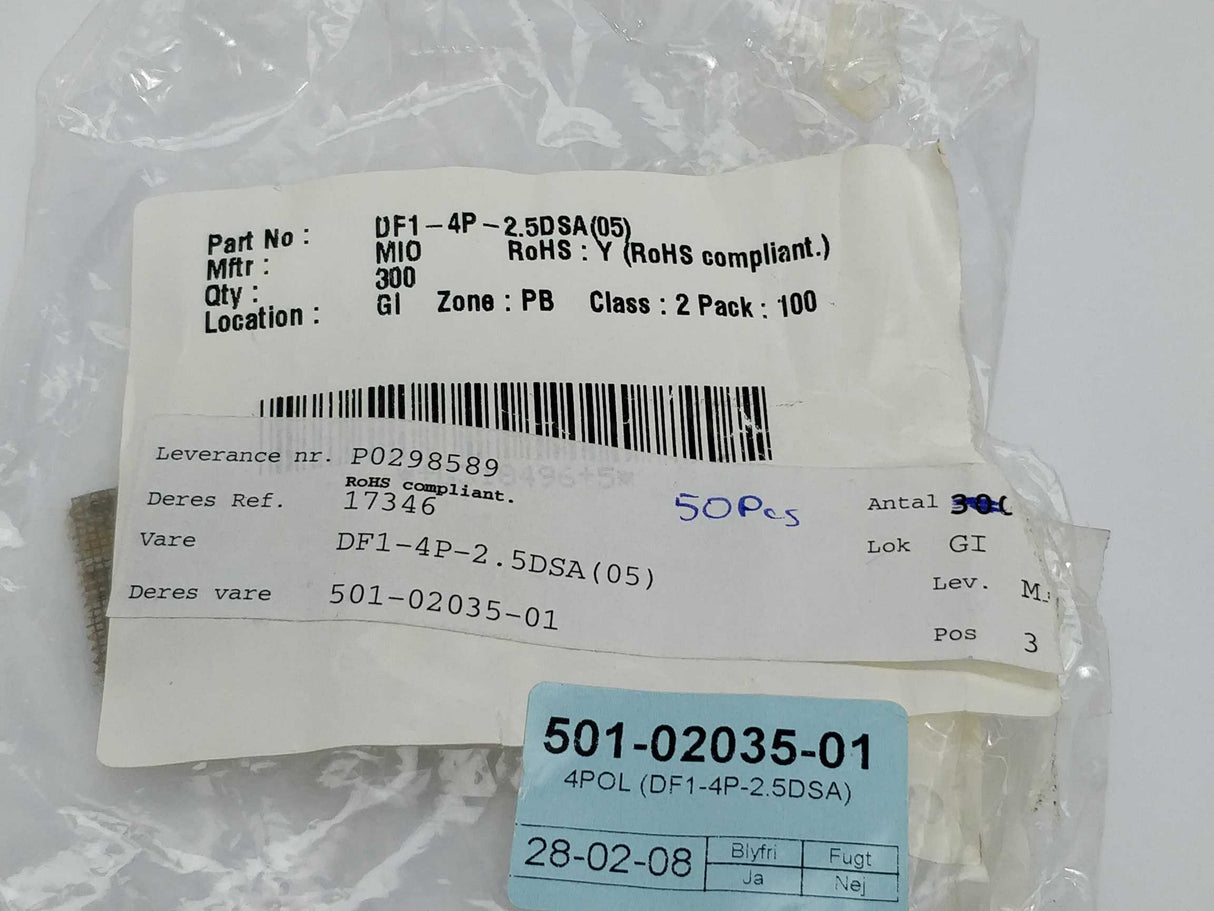 Part No : DF1-4P-2.5DSA(05)
Mftr : MIO RoHS : Y (RoHS compliant.)
Qty : 300
Location : GI Zone : PB Class : 2 Pack : 100
Leverance nr. P0298589
RoHS compliant.
Deres Ref. 17346
50Pcs
Antal 300
Vare DF1-4P-2.5DSA(05)
Lok GI
Lev.
Deres vare 501-02035-01
Pos 3
501-02035-01
4POL (DF1-4P-2.5DSA)
28-02-08
Blyfri Fugt
Ja Nej